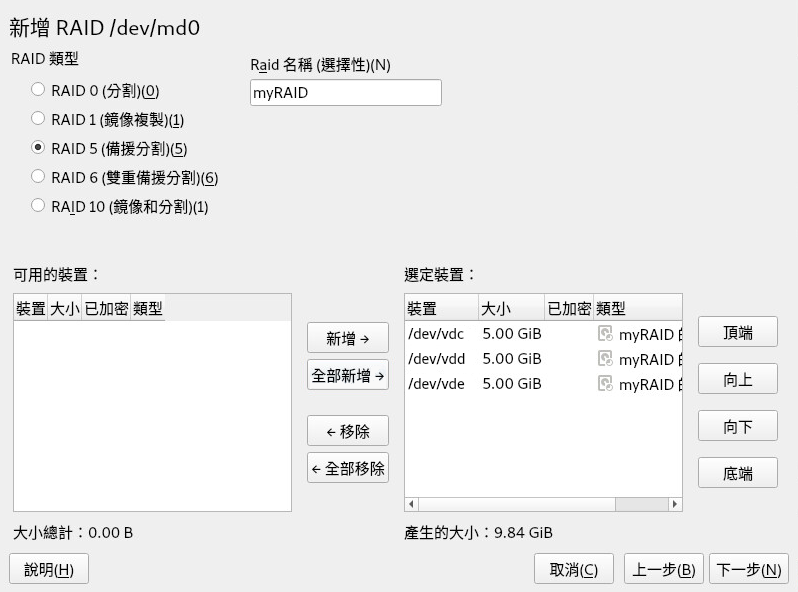 新增 RAID /dev/md0
RAID 類型
Raid 名稱 (選擇性)(N)
myRAID
RAID 0 (分割)(0)
RAID 1 (鏡像複製)(1)
RAID 5 (備援分割)(5)
RAID 6 (雙重備援分割)(6)
RAID 10 (鏡像和分割)(1)
可用的裝置：
裝置 大小 已加密 類型
新增 →
全部新增 →
← 移除
← 全部移除
選定裝置：
裝置 大小 已加密 類型
/dev/vdc 5.00 GiB myRAID 的
/dev/vdd 5.00 GiB myRAID 的
/dev/vde 5.00 GiB myRAID 的
頂端
向上
向下
底端
大小總計：0.00 B
產生的大小：9.84 GiB
說明(H)
取消(C)
上一步(B)
下一步(N)